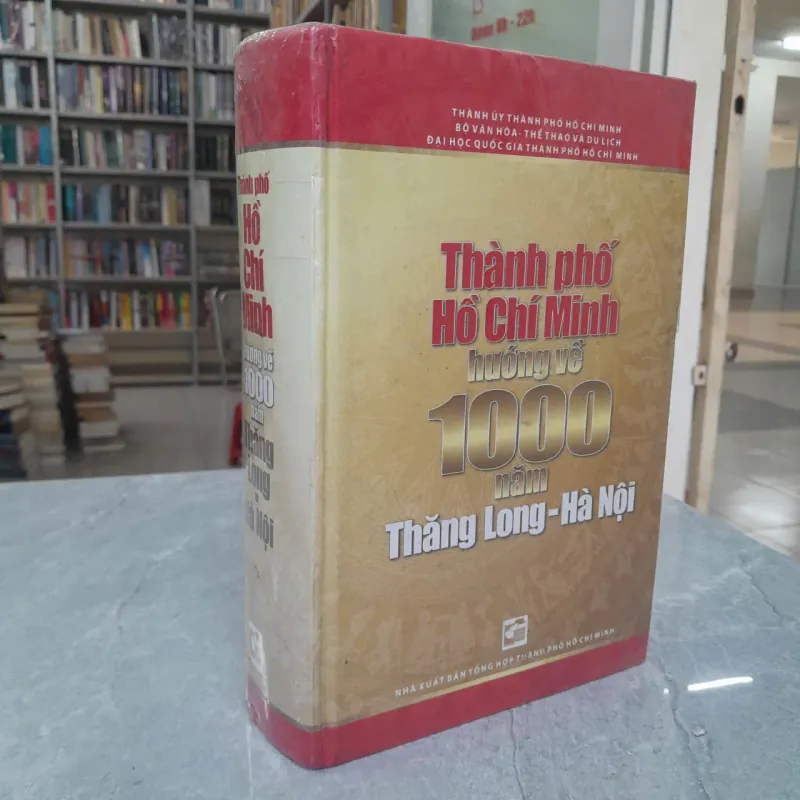 THÀNH ỦY THÀNH PHỐ HỒ CHÍ MINH
BỘ VĂN HÓA - THỂ THAO VÀ DU LỊCH
ĐẠI HỌC QUỐC GIA THÀNH PHỐ HỒ CHÍ MINH
Thành phố
Hồ Chí Minh
hướng về
1000
năm
Thăng Long-Hà Nội
NHÀ XUẤT BẢN TỔNG HỢP THÀNH PHỐ HỒ CHÍ MINH
Thành phố
Hồ
Chí
Minh
hướng về
1000
năm
Thăng
Long
Hà Nội
8h - 22h